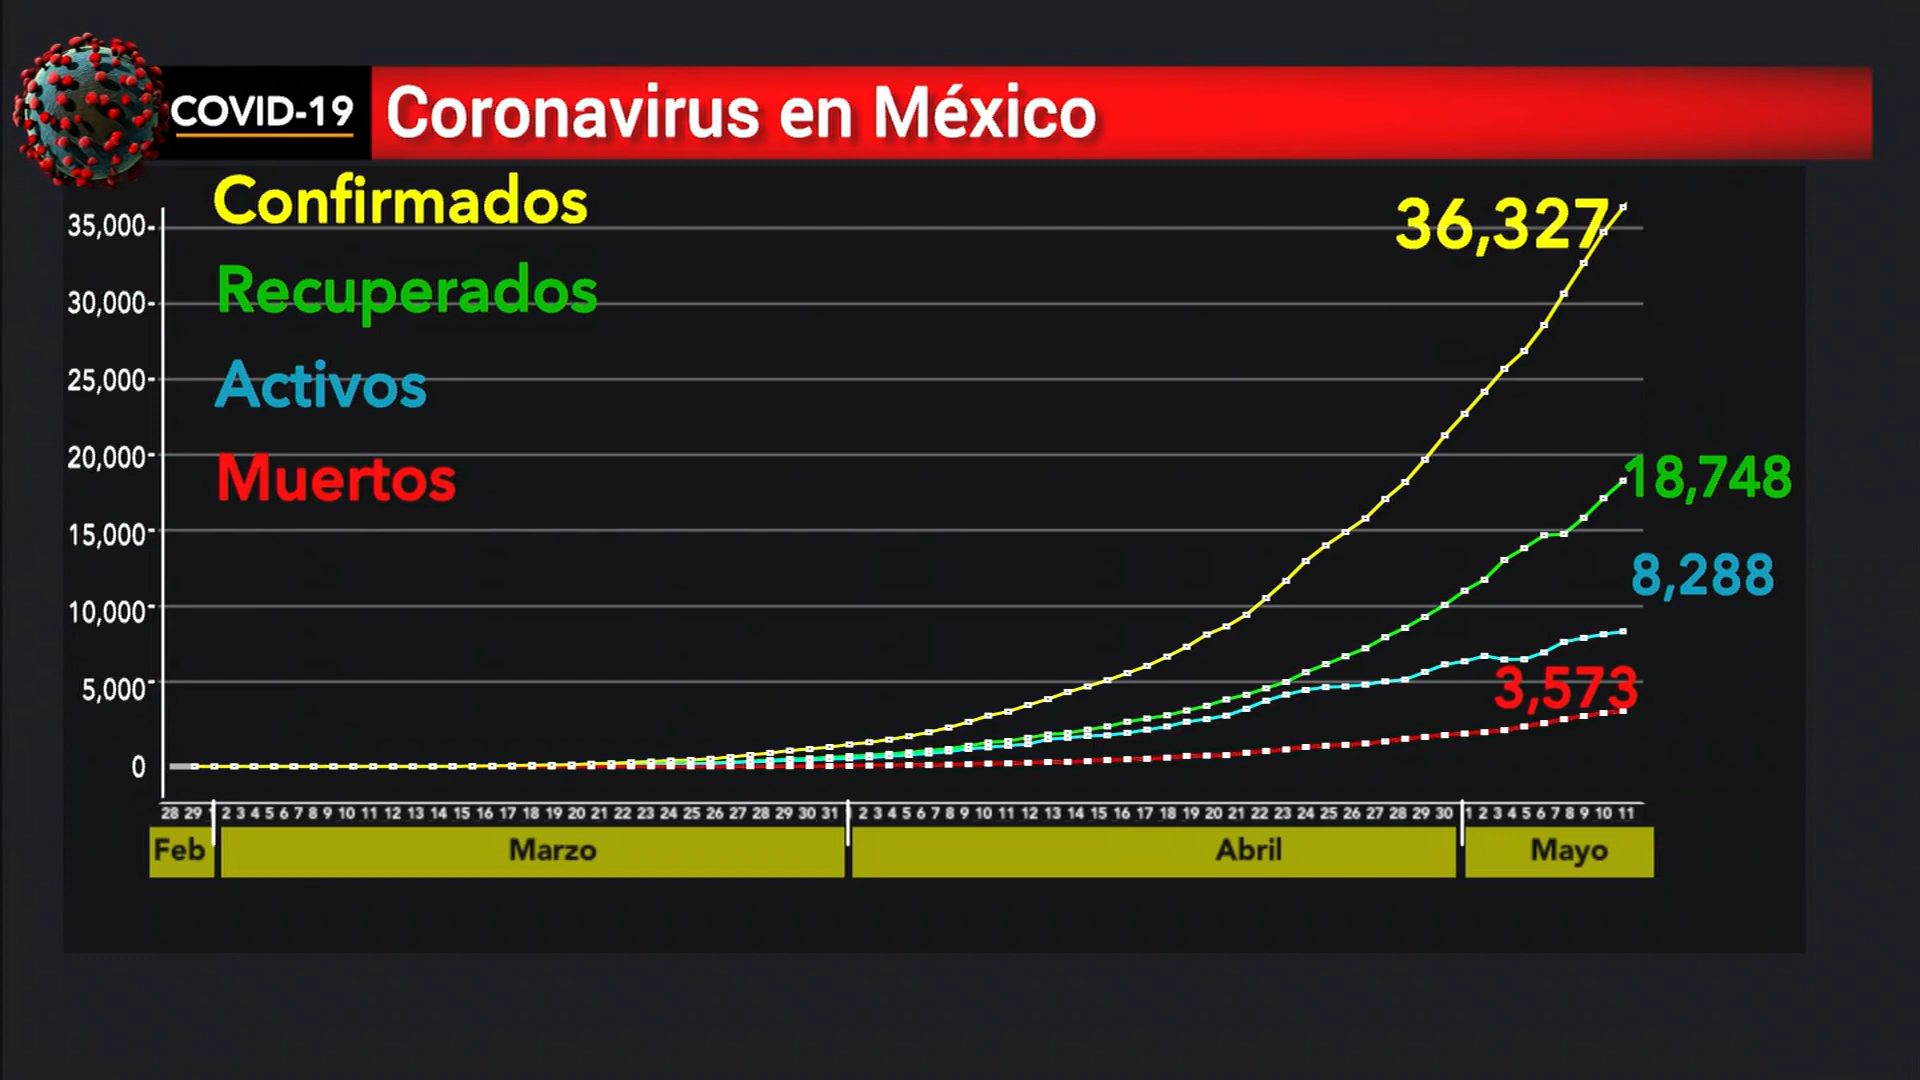 COVID-19
Coronavirus en México
Confirmados
Recuperados
Activos
Muertos
36,327
18,748
8,288
3,573
35,000
30,000
25,000
20,000
15,000
10,000
5,000
0
28 29 1 2 3 4 5 6 7 8 9 10 11 12 13 14 15 16 17 18 19 20 21 22 23 24 25 26 27 28 29 30 31 2 3 4 5 6 7 8 9 10 11 12 13 14 15 16 17 18 19 20 21 22 23 24 25 26 27 28 29 30 1 2 3 4 5 6 7 8 9 10 11
Feb Marzo Abril Mayo